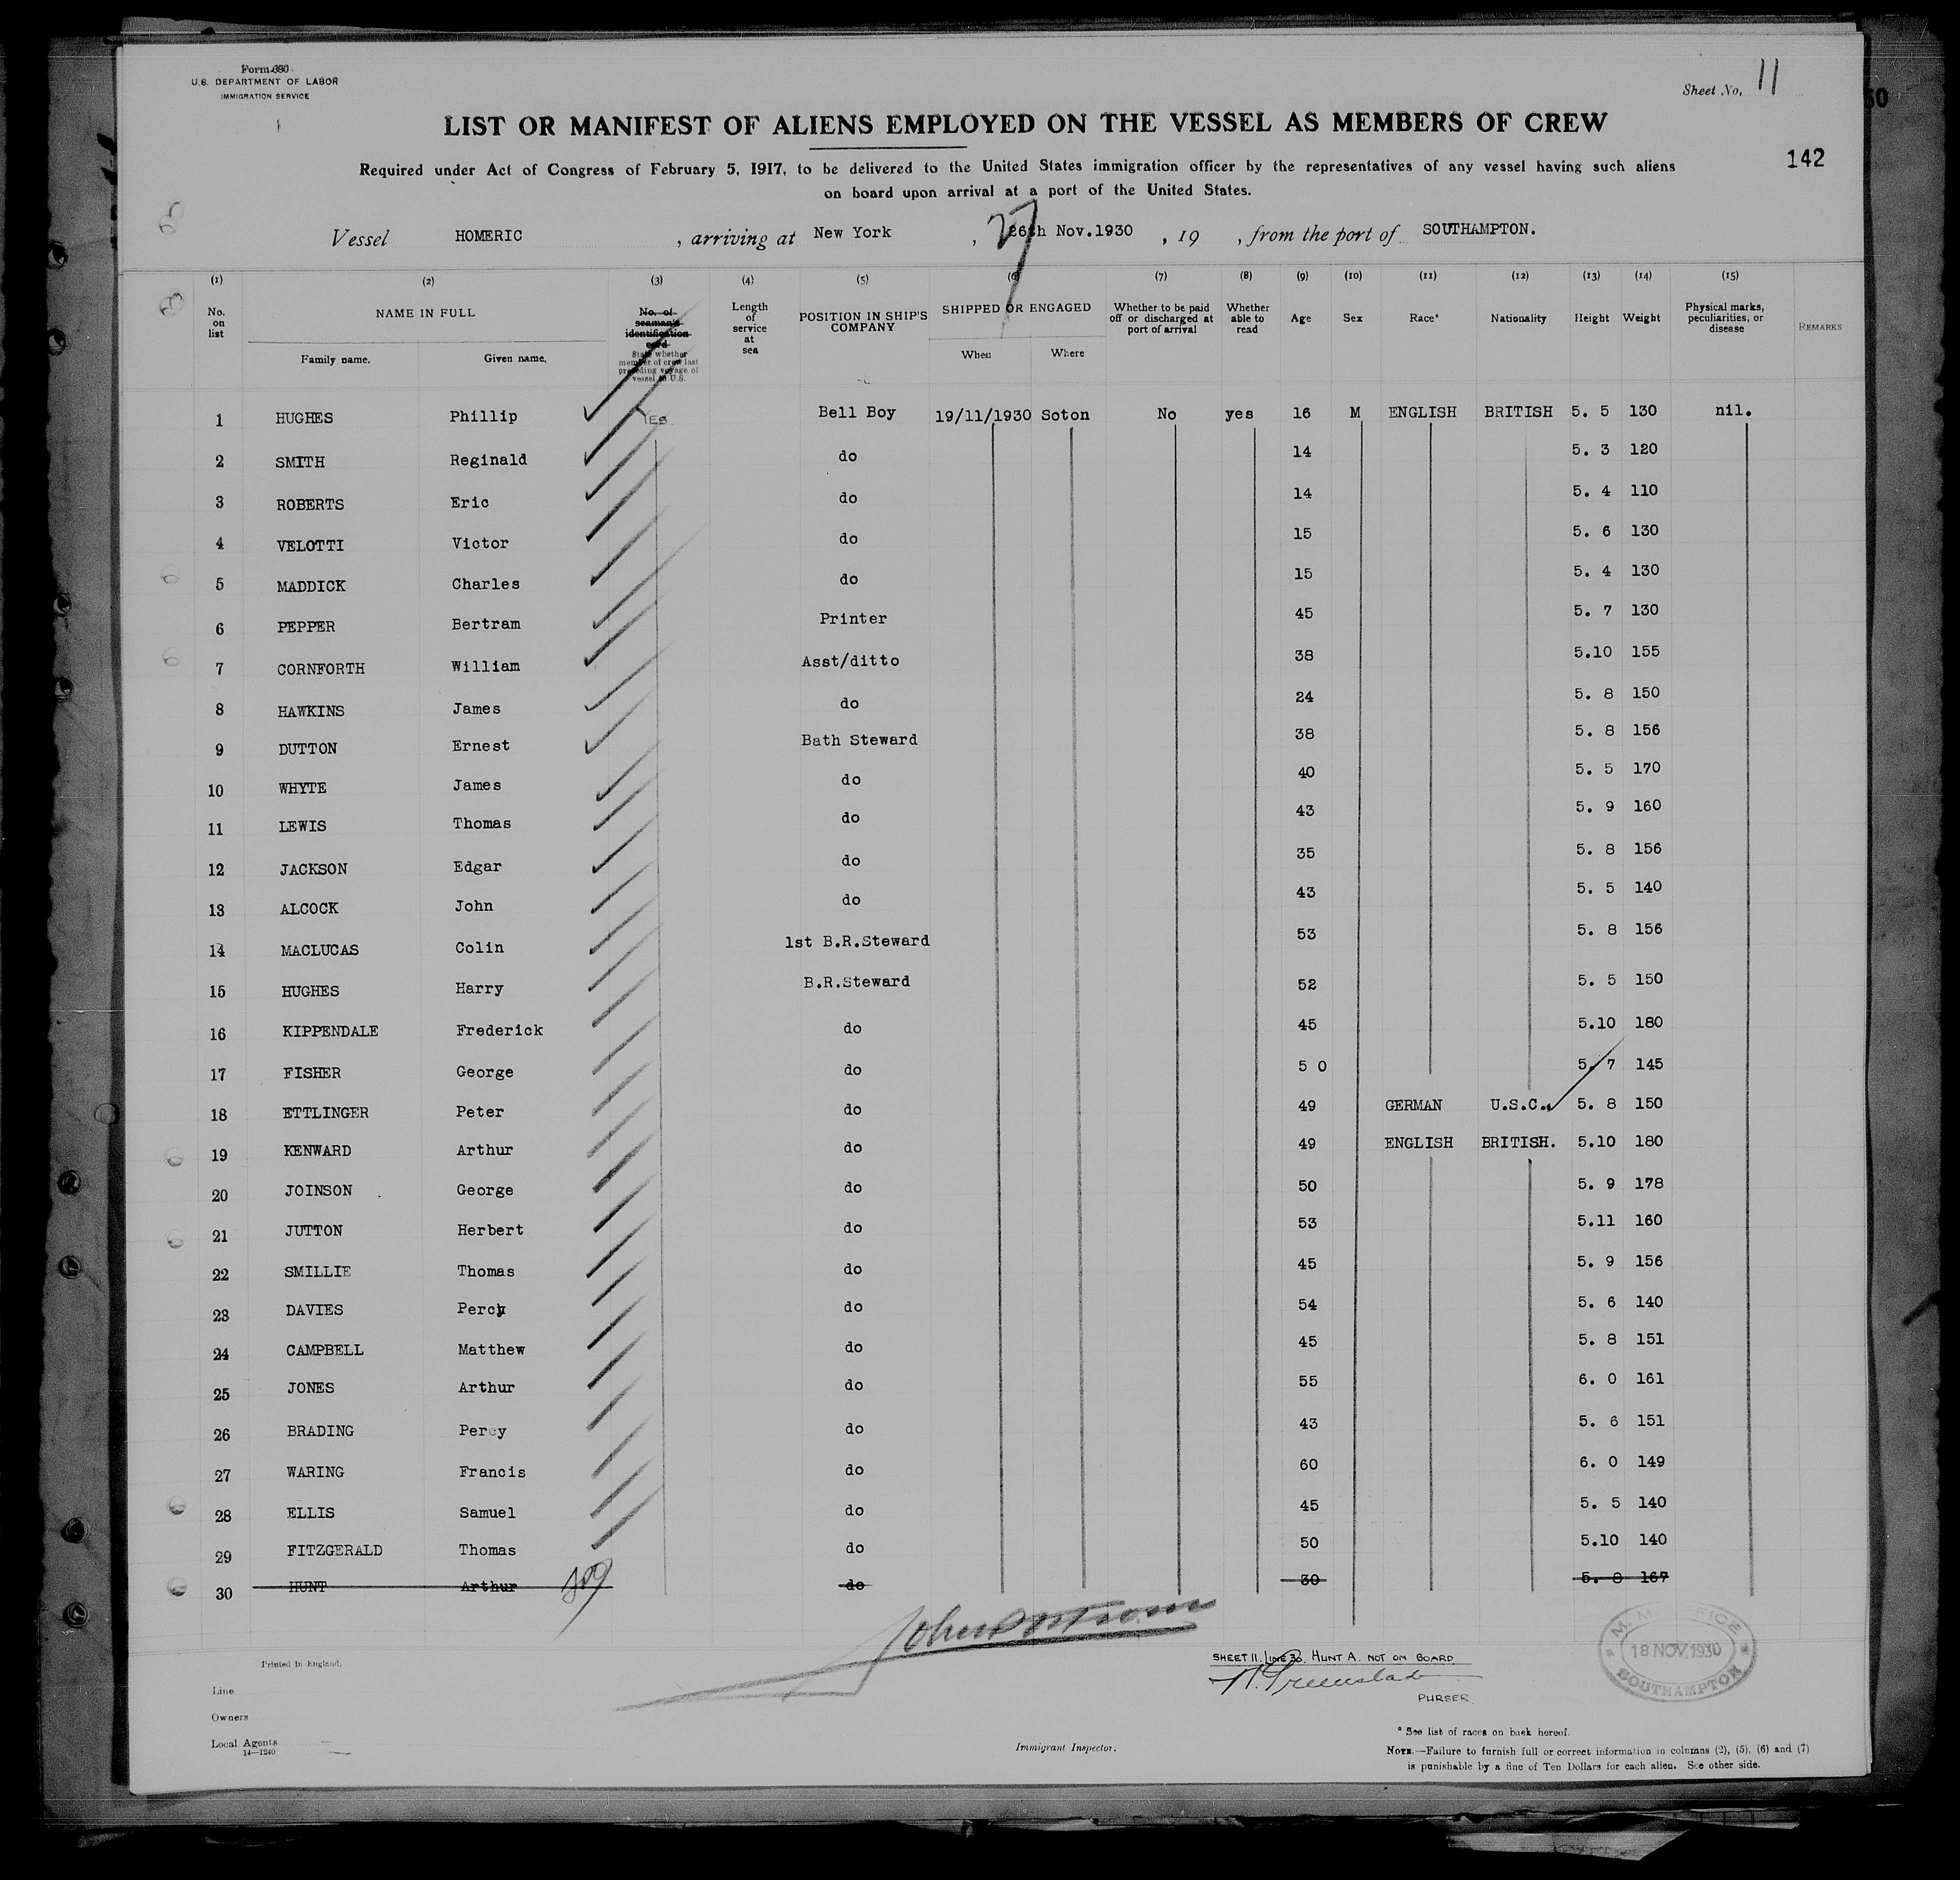 Form 680
U.S. DEPARTMENT OF LABOR
IMMIGRATION SERVICE
Sheet No. 11
LIST OR MANIFEST OF ALIENS EMPLOYED ON THE VESSEL AS MEMBERS OF CREW
142
Required under Act of Congress of February 5, 1917, to be delivered to the United States immigration officer by the representatives of any vessel having such aliens
on board upon arrival at a port of the United States.
Vessel HOMERIC , arriving at New York , 27 26th Nov.1930 , 19 , from the port of SOUTHAMPTON.
(1) (2) (3) (4) (5) (6) (7) (8) (9) (10) (11) (12) (13) (14) (15)
No. on list NAME IN FULL Family name. Given name. No. of seaman's identification card State whether member of crew last preceding voyage of vessel to U.S. Length of service at sea POSITION IN SHIP'S COMPANY SHIPPED OR ENGAGED When Where Whether to be paid off or discharged at port of arrival Whether able to read Age Sex Race* Nationality Height Weight Physical marks, peculiarities, or disease REMARKS
1 HUGHES Phillip YES. Bell Boy 19/11/1930 Soton No yes 16 M ENGLISH BRITISH 5. 5 130 nil.
2 SMITH Reginald do 14 5. 3 120
3 ROBERTS Eric do 14 5. 4 110
4 VELOTTI Victor do 15 5. 6 130
5 MADDICK Charles do 15 5. 4 130
6 PEPPER Bertram Printer 45 5. 7 130
7 CORNFORTH William Asst/ditto 38 5.10 155
8 HAWKINS James do 24 5. 8 150
9 DUTTON Ernest Bath Steward 38 5. 8 156
10 WHYTE James do 40 5. 5 170
11 LEWIS Thomas do 43 5. 9 160
12 JACKSON Edgar do 35 5. 8 156
13 ALCOCK John do 43 5. 5 140
14 MACLUCAS Colin 1st B.R.Steward 53 5. 8 156
15 HUGHES Harry B.R.Steward 52 5. 5 150
16 KIPPENDALE Frederick do 45 5.10 180
17 FISHER George do 5 0 5. 7 145
18 ETTLINGER Peter do 49 GERMAN U.S.C. 5. 8 150
19 KENWARD Arthur do 49 ENGLISH BRITISH. 5.10 180
20 JOINSON George do 50 5. 9 178
21 JUTTON Herbert do 53 5.11 160
22 SMILLIE Thomas do 45 5. 9 156
23 DAVIES Percy do 54 5. 6 140
24 CAMPBELL Matthew do 45 5. 8 151
25 JONES Arthur do 55 6. 0 161
26 BRADING Percy do 43 5. 6 151
27 WARING Francis do 60 6. 0 149
28 ELLIS Samuel do 45 5. 5 140
29 FITZGERALD Thomas do 50 5.10 140
30 HUNT Arthur do 30 5. 8 167
SHEET 11. LINE 30. HUNT A. NOT ON BOARD
PURSER.
M.M. OFFICE
18 NOV 1930
SOUTHAMPTON
Printed in England.
Line
Owners
Local Agents
14—1240
Immigrant Inspector.
* See list of races on back hereof.
NOTE.—Failure to furnish full or correct information in columns (2), (5), (6) and (7)
is punishable by a fine of Ten Dollars for each alien. See other side.